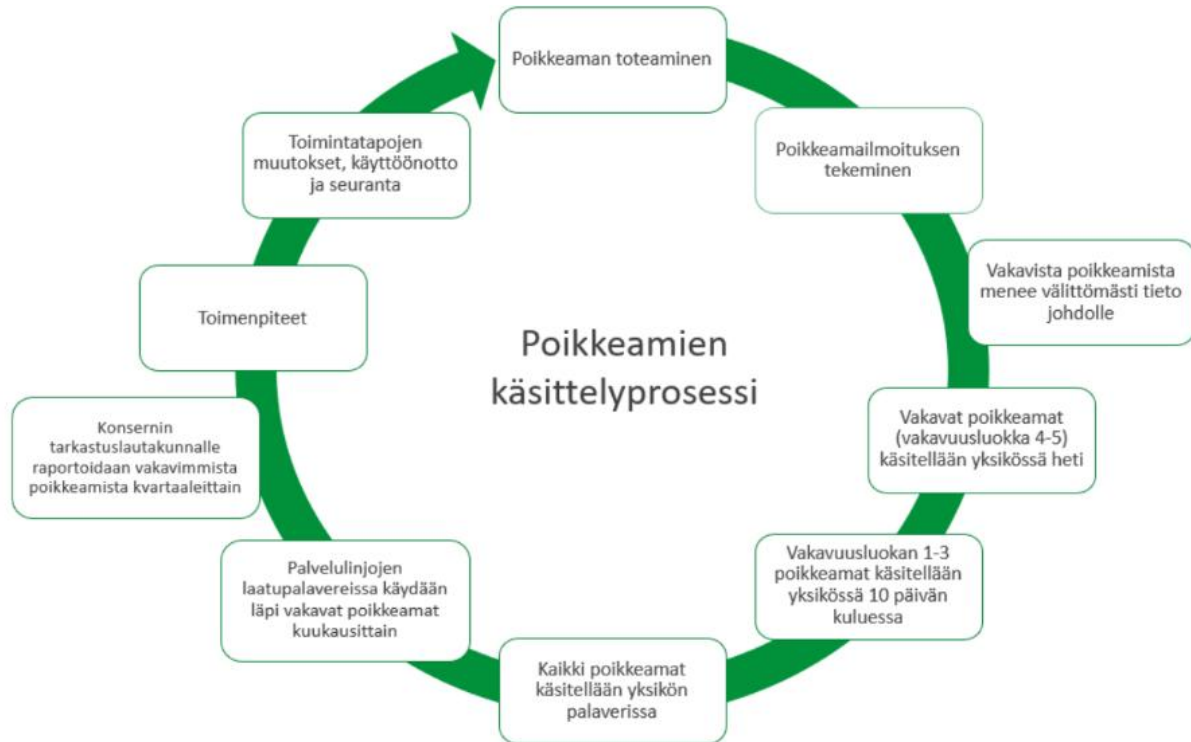 Poikkeaman toteaminen
Poikkeamailmoituksen
tekeminen
Vakavista poikkeamista
menee välittömästi tieto
johdolle
Vakavat poikkeamat
(vakavuusluokka 4-5)
käsitellään yksikössä heti
Vakavuusluokan 1-3
poikkeamat käsitellään
yksikössä 10 päivän
kuluessa
Kaikki poikkeamat
käsitellään yksikön
palaverissa
Palvelulinjojen
laatupalavereissa käydään
läpi vakavat poikkeamat
kuukausittain
Konsernin
tarkastuslautakunnalle
raportoidaan vakavimmista
poikkeamista kvartaaleittain
Toimenpiteet
Toimintatapojen
muutokset, käyttöönotto
ja seuranta
Poikkeamien
käsittelyprosessi